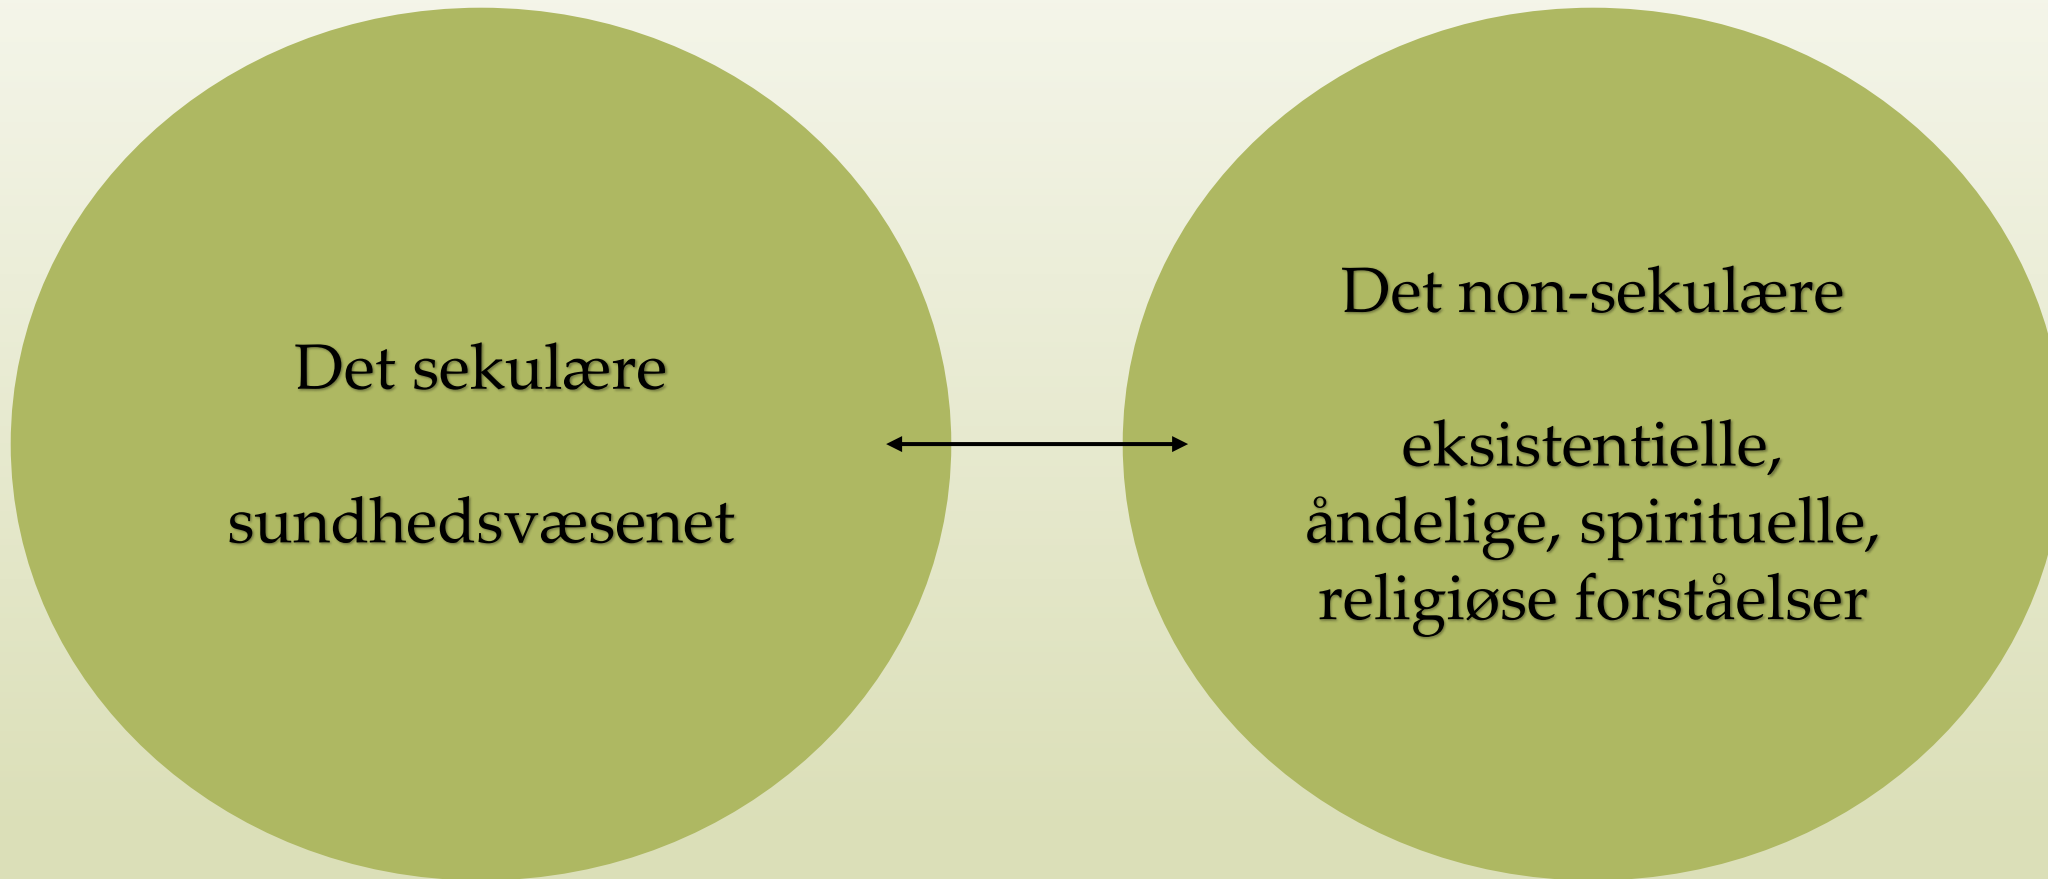 Det sekulære
sundhedsvæsenet
Det non-sekulære
eksistentielle,
åndelige, spirituelle,
religiøse forståelser